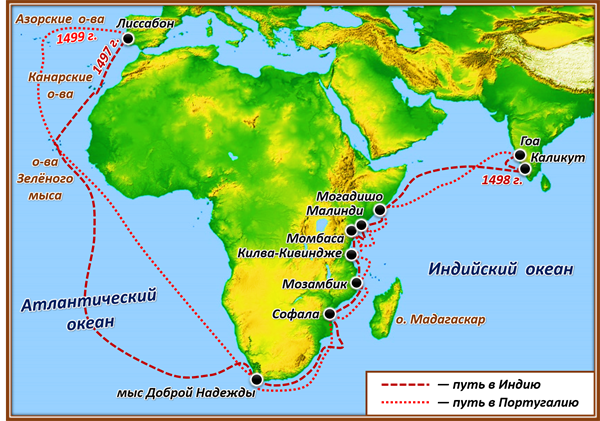 Азорские о-ва
Лиссабон
1499 г.
1497 г.
Канарские
о-ва
о-ва
Зелёного
мыса
Гоа
Каликут
1498 г.
Могадишо
Малинди
Момбаса
Килва-Кивиндже
Индийский океан
Мозамбик
Атлантический
океан
Софала
о. Мадагаскар
мыс Доброй Надежды
— путь в Индию
— путь в Португалию